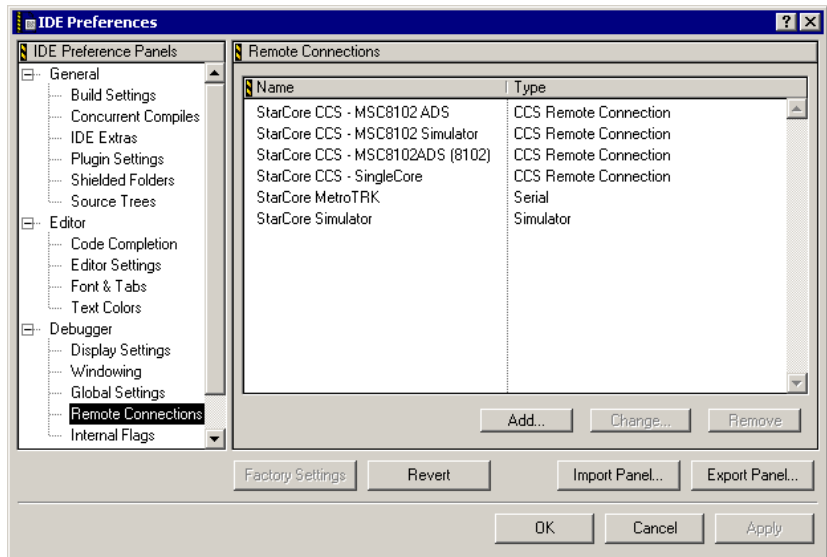 IDE Preferences
IDE Preference Panels
General
Build Settings
Concurrent Compiles
IDE Extras
Plugin Settings
Shielded Folders
Source Trees
Editor
Code Completion
Editor Settings
Font & Tabs
Text Colors
Debugger
Display Settings
Windowing
Global Settings
Remote Connections
Internal Flags
Remote Connections
Name Type
StarCore CCS - MSC8102 ADS CCS Remote Connection
StarCore CCS - MSC8102 Simulator CCS Remote Connection
StarCore CCS - MSC8102ADS (8102) CCS Remote Connection
StarCore CCS - SingleCore CCS Remote Connection
StarCore MetroTRK Serial
StarCore Simulator Simulator
Add... Change... Remove
Factory Settings Revert Import Panel... Export Panel...
OK Cancel Apply